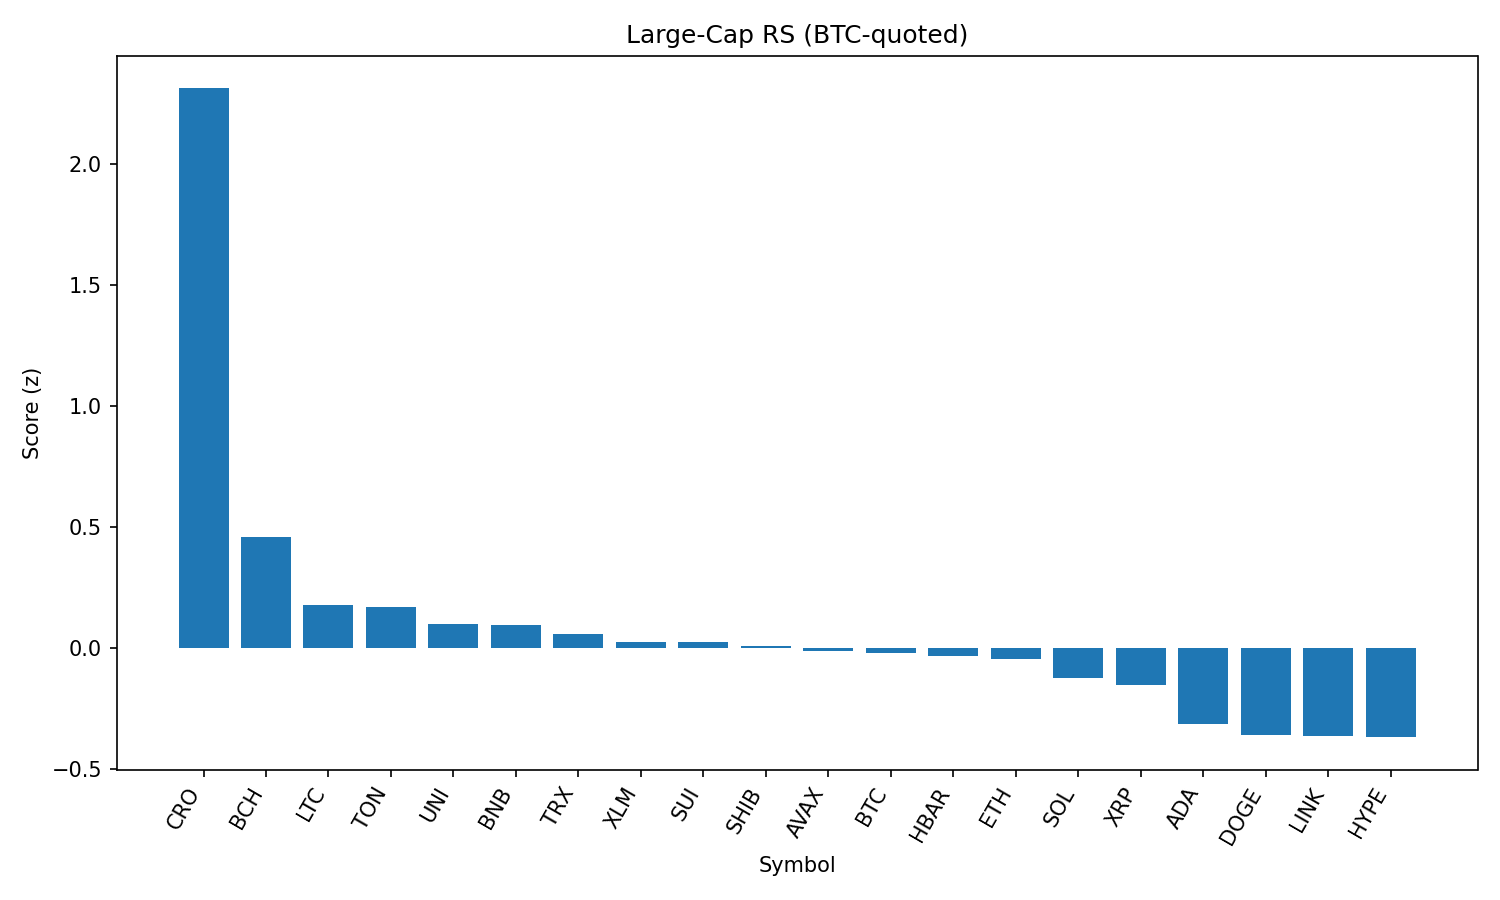 Large-Cap RS (BTC-quoted)
Score (z)
2.0
1.5
1.0
0.5
0.0
−0.5
CRO
BCH
LTC
TON
UNI
BNB
TRX
XLM
SUI
SHIB
AVAX
BTC
HBAR
ETH
SOL
XRP
ADA
DOGE
LINK
HYPE
Symbol